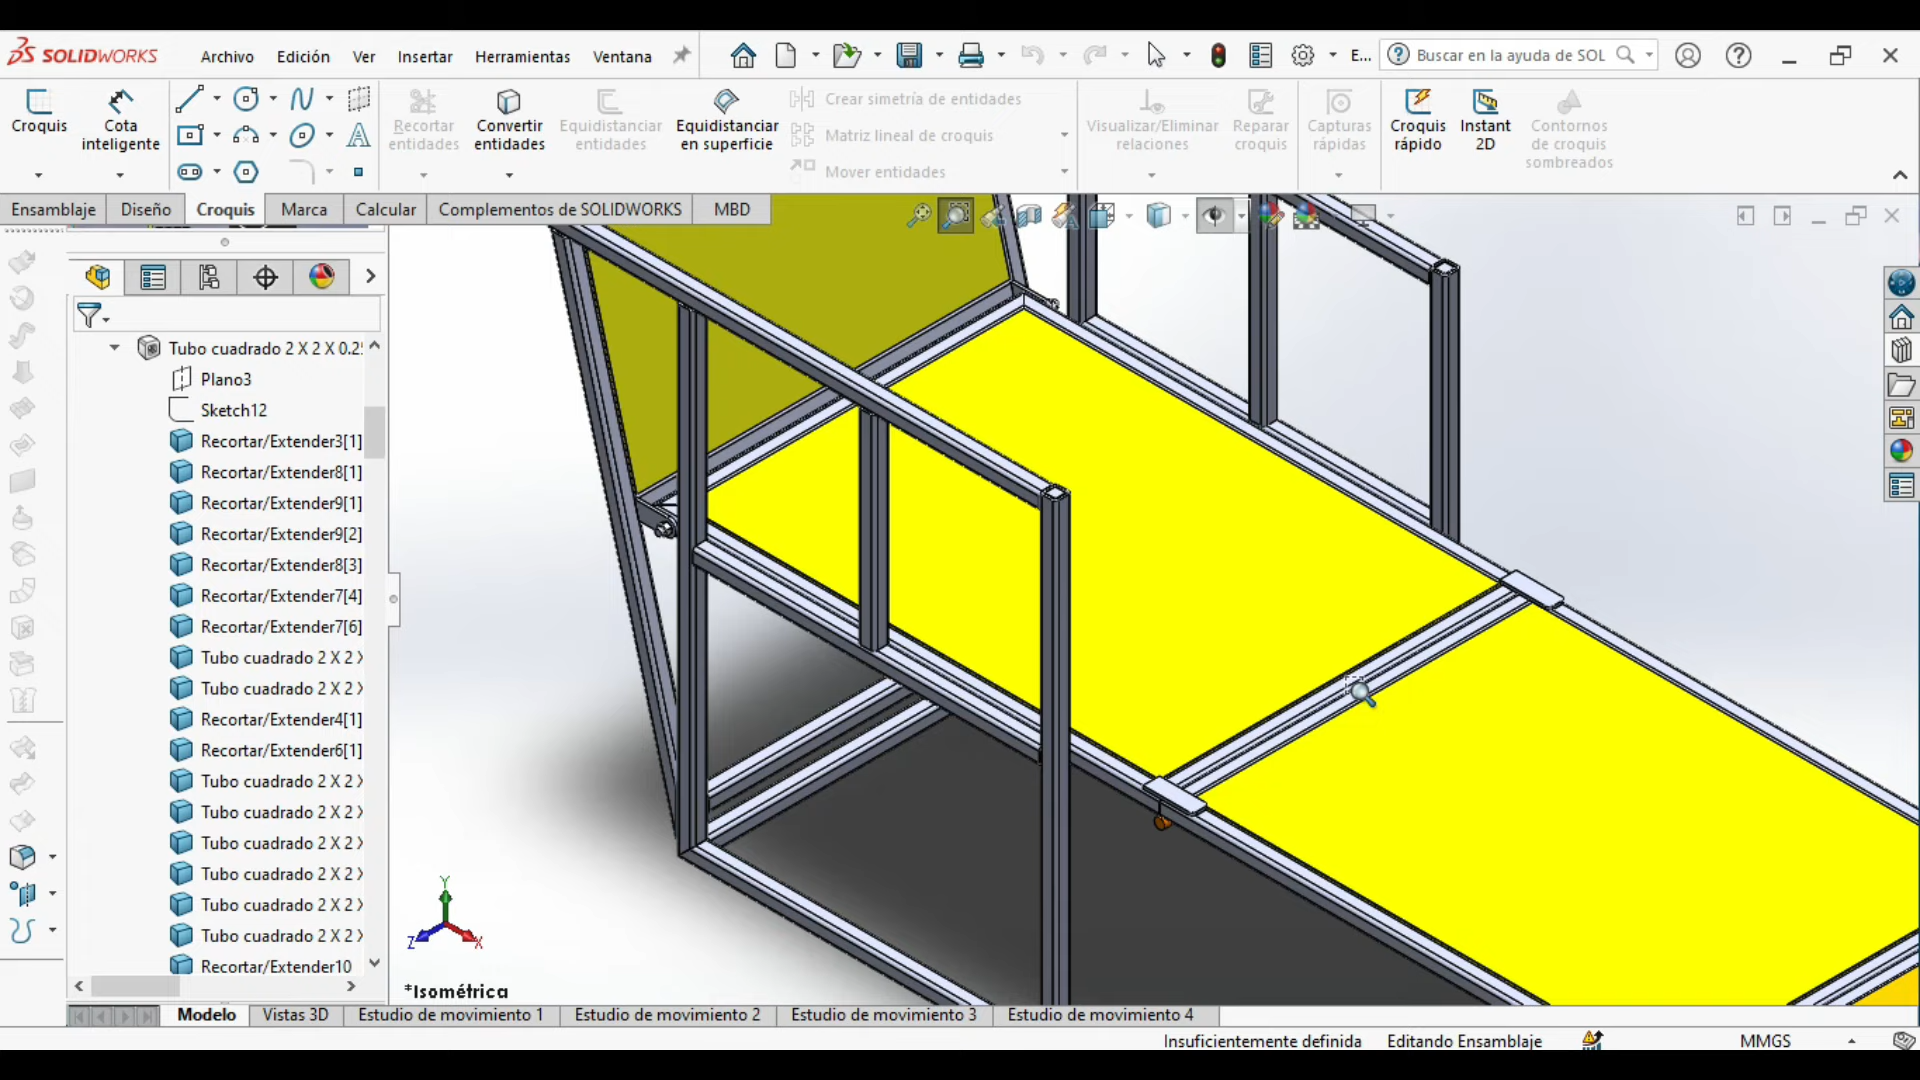 SOLIDWORKS
Archivo Edición Ver Insertar Herramientas Ventana
E...
Buscar en la ayuda de SOL
Croquis
Cota inteligente
Recortar entidades
Convertir entidades
Equidistanciar entidades
Equidistanciar en superficie
Crear simetría de entidades
Matriz lineal de croquis
Mover entidades
Visualizar/Eliminar relaciones
Reparar croquis
Capturas rápidas
Croquis rápido
Instant 2D
Contornos de croquis sombreados
Ensamblaje Diseño Croquis Marca Calcular Complementos de SOLIDWORKS MBD
Tubo cuadrado 2 X 2 X 0.2
Plano3
Sketch12
Recortar/Extender3[1]
Recortar/Extender8[1]
Recortar/Extender9[1]
Recortar/Extender9[2]
Recortar/Extender8[3]
Recortar/Extender7[4]
Recortar/Extender7[6]
Tubo cuadrado 2 X 2 X
Tubo cuadrado 2 X 2 X
Recortar/Extender4[1]
Recortar/Extender6[1]
Tubo cuadrado 2 X 2 X
Tubo cuadrado 2 X 2 X
Tubo cuadrado 2 X 2 X
Tubo cuadrado 2 X 2 X
Tubo cuadrado 2 X 2 X
Tubo cuadrado 2 X 2 X
Recortar/Extender10
Y
Z X
*Isométrica
Modelo Vistas 3D Estudio de movimiento 1 Estudio de movimiento 2 Estudio de movimiento 3 Estudio de movimiento 4
Insuficientemente definida Editando Ensamblaje MMGS